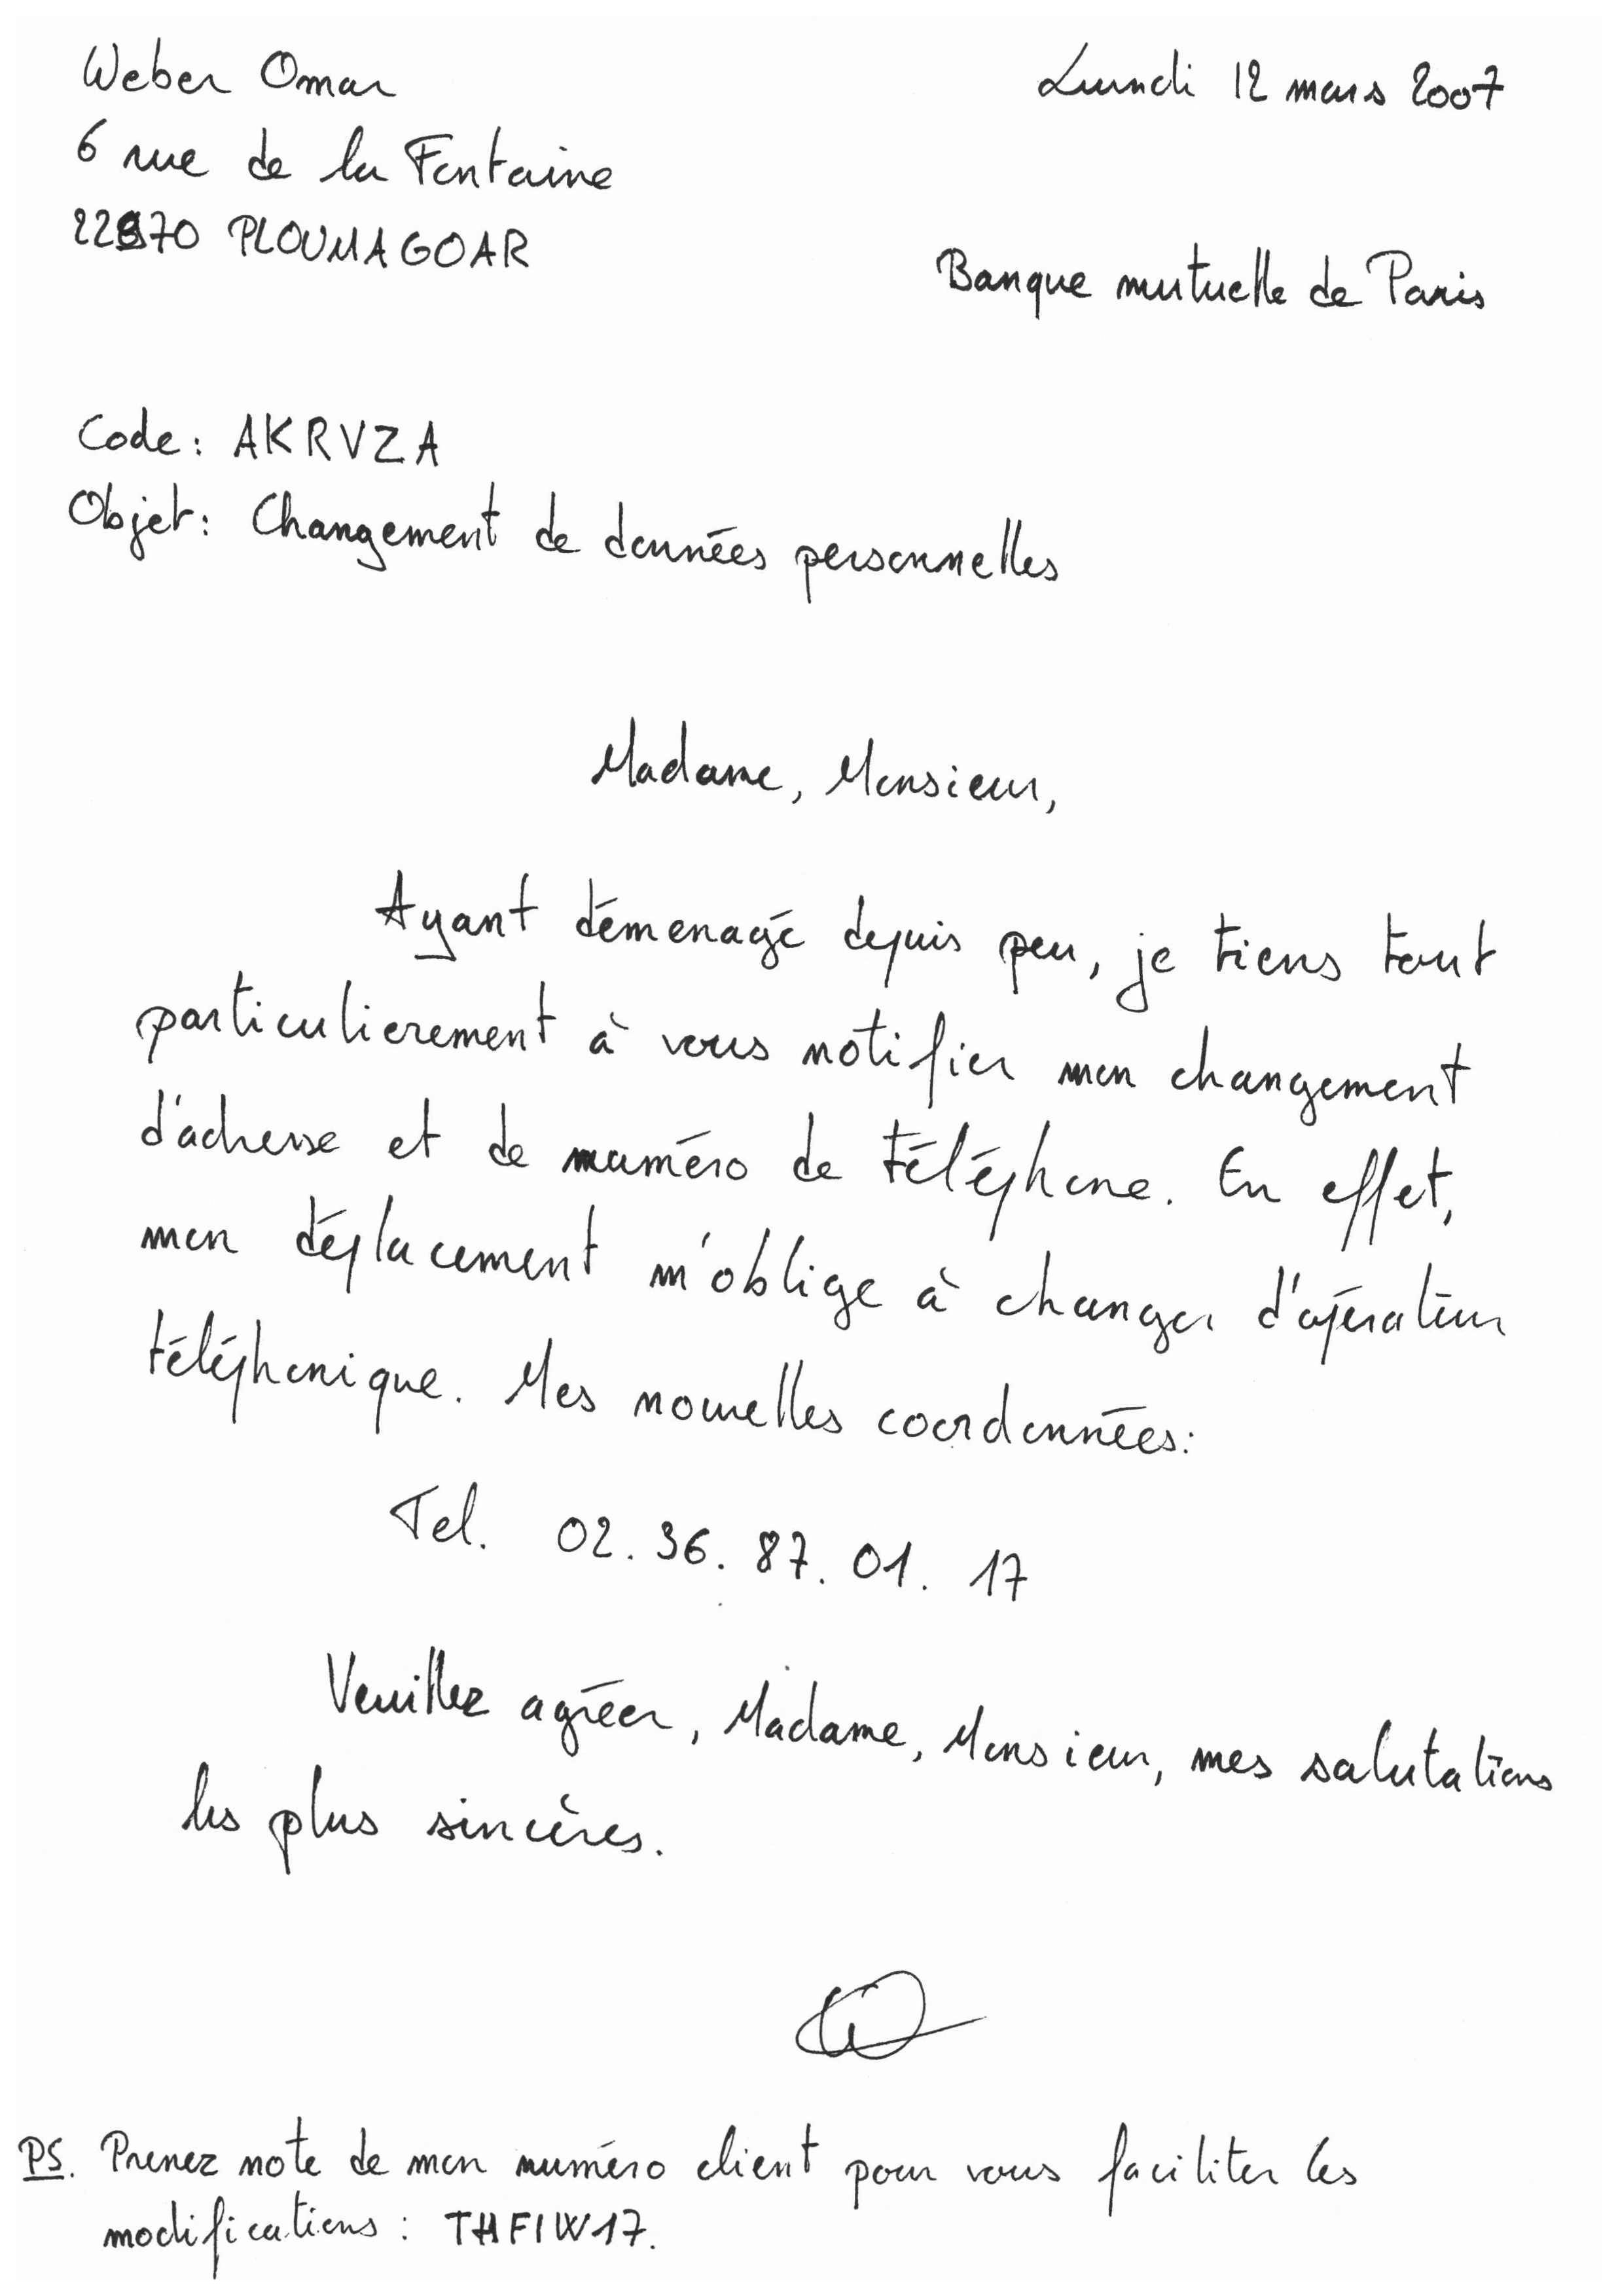 Weber Omar
Lundi 12 mars 2007
6 rue de la Fontaine
22970 PLOUMAGOAR
Banque mutuelle de Paris
Code : AKRVZA
Objet : Changement de données personnelles
Madame, Monsieur,
Ayant démenagé depuis peu, je tiens tout
particulierement à vous notifier mon changement
d'adresse et de numéro de téléphone. En effet,
mon déplacement m'oblige à changer d'opérateur
téléphonique. Mes nouvelles coordonnées :
Tel. 02. 36. 87. 01. 17
Veuillez agréer, Madame, Monsieur, mes salutations
les plus sincères.
PS. Prenez note de mon numéro client pour vous faciliter les
modifications : THFIW17.